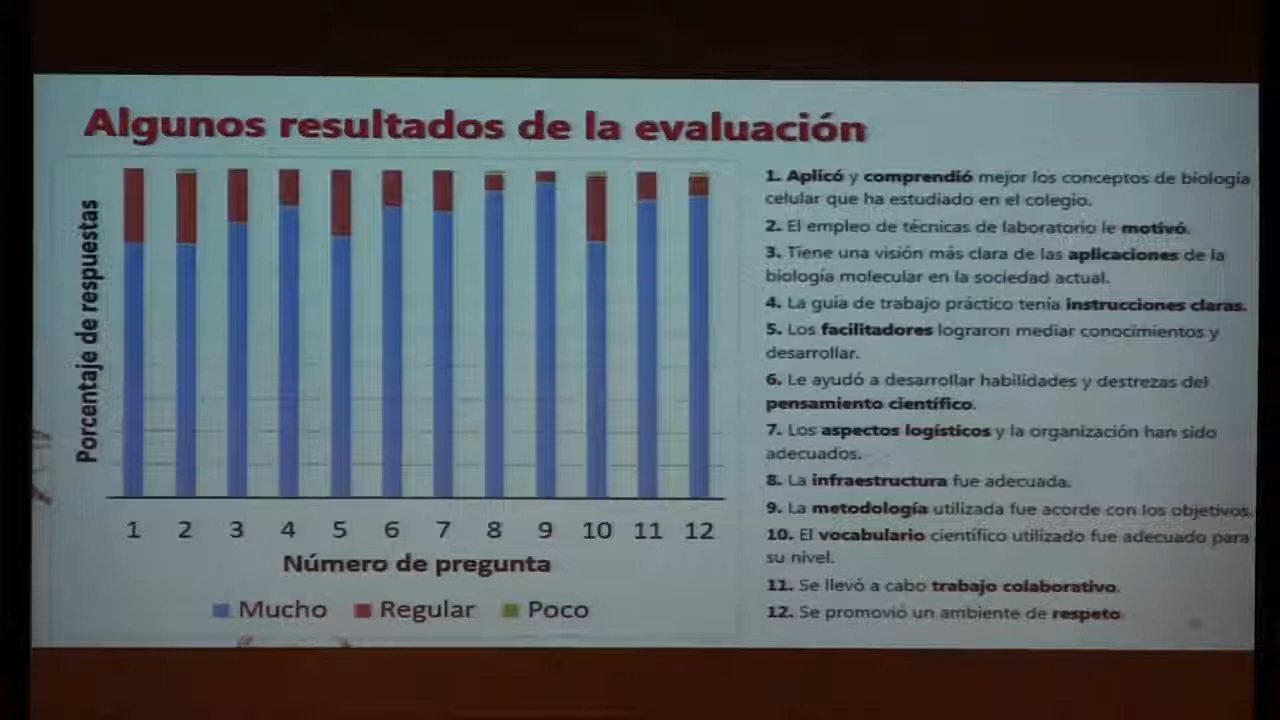 Algunos resultados de la evaluación
Porcentaje de respuestas
1 2 3 4 5 6 7 8 9 10 11 12
Número de pregunta
Mucho Regular Poco
1. Aplicó y comprendió mejor los conceptos de biología
celular que ha estudiado en el colegio.
2. El empleo de técnicas de laboratorio le motivó.
3. Tiene una visión más clara de las aplicaciones de la
biología molecular en la sociedad actual.
4. La guía de trabajo práctico tenía instrucciones claras.
5. Los facilitadores lograron mediar conocimientos y
desarrollar.
6. Le ayudó a desarrollar habilidades y destrezas del
pensamiento científico.
7. Los aspectos logísticos y la organización han sido
adecuados.
8. La infraestructura fue adecuada.
9. La metodología utilizada fue acorde con los objetivos.
10. El vocabulario científico utilizado fue adecuado para
su nivel.
11. Se llevó a cabo trabajo colaborativo.
12. Se promovió un ambiente de respeto